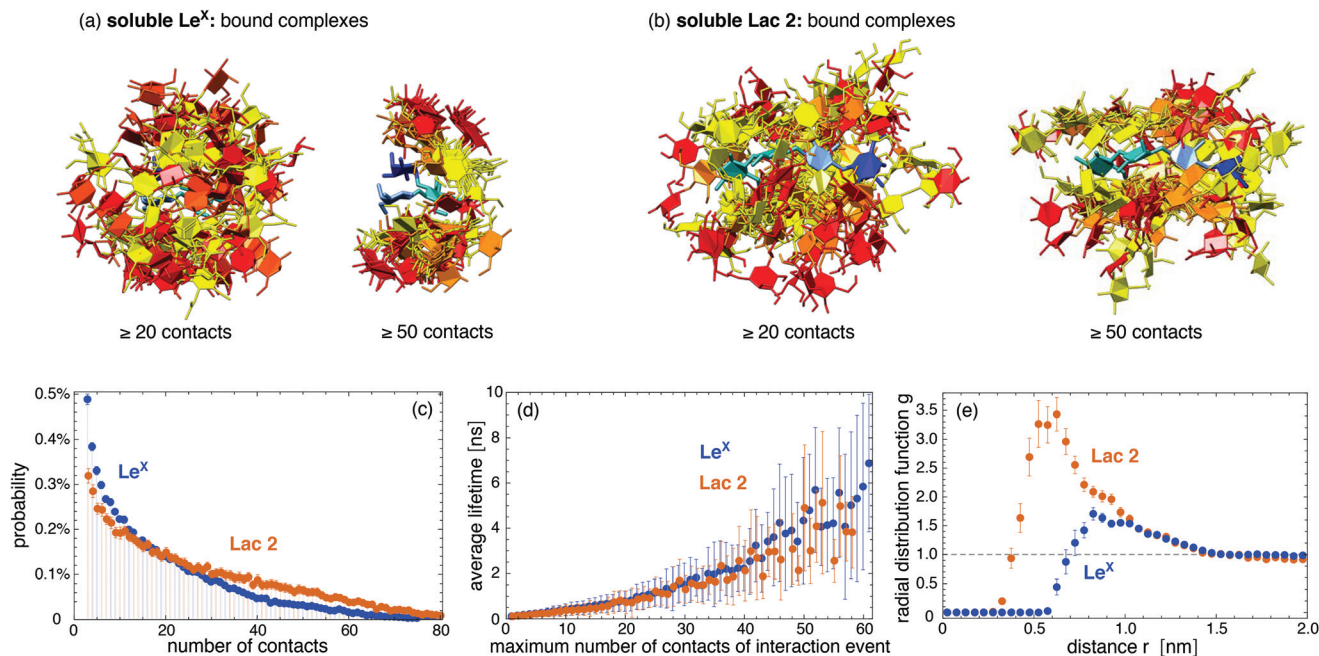 (a) soluble Leˣ: bound complexes
(b) soluble Lac 2: bound complexes
≥ 20 contacts
≥ 50 contacts
≥ 20 contacts
≥ 50 contacts
(c)
0.5%
0.4%
0.3%
0.2%
0.1%
0
probability
Leˣ
Lac 2
0
20
40
60
80
number of contacts
(d)
10
8
6
4
2
0
average lifetime [ns]
Leˣ
Lac 2
0
10
20
30
40
50
60
maximum number of contacts of interaction event
(e)
3.5
3.0
2.5
2.0
1.5
1.0
0.5
0
radial distribution function g
Lac 2
Leˣ
0
0.5
1.0
1.5
2.0
distance r [nm]